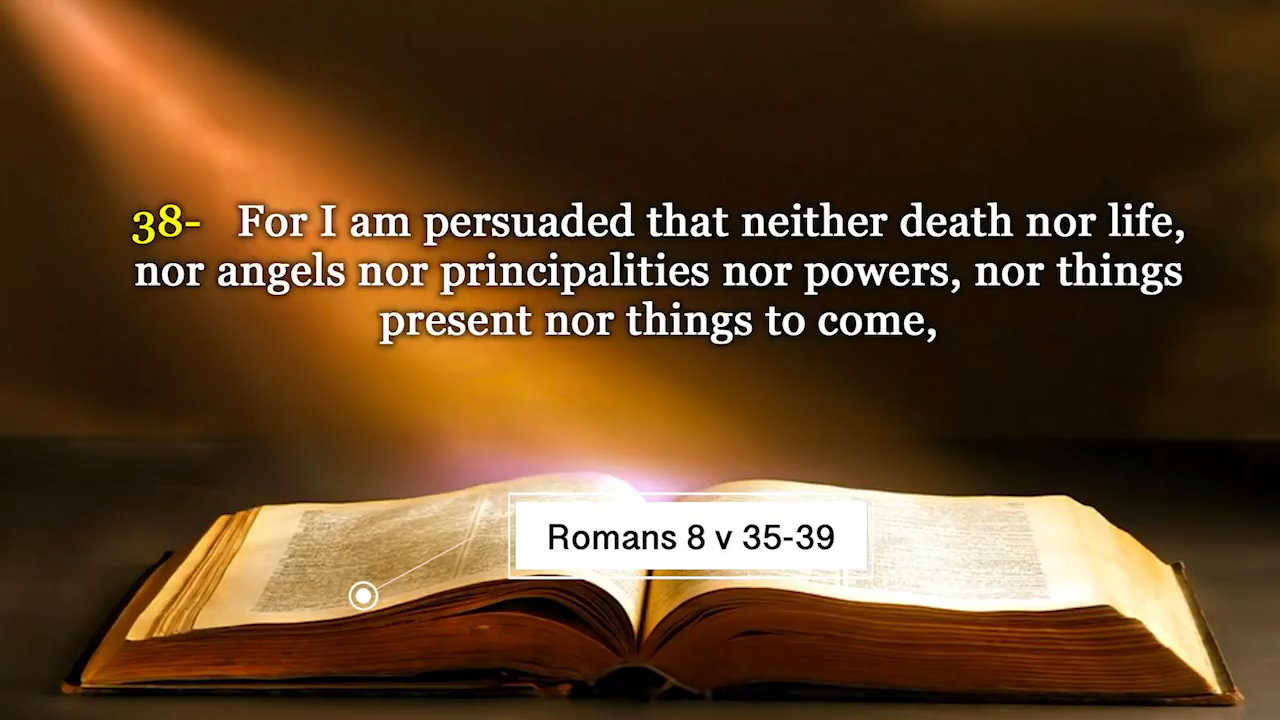 38- For I am persuaded that neither death nor life,
nor angels nor principalities nor powers, nor things
present nor things to come,
Romans 8 v 35-39